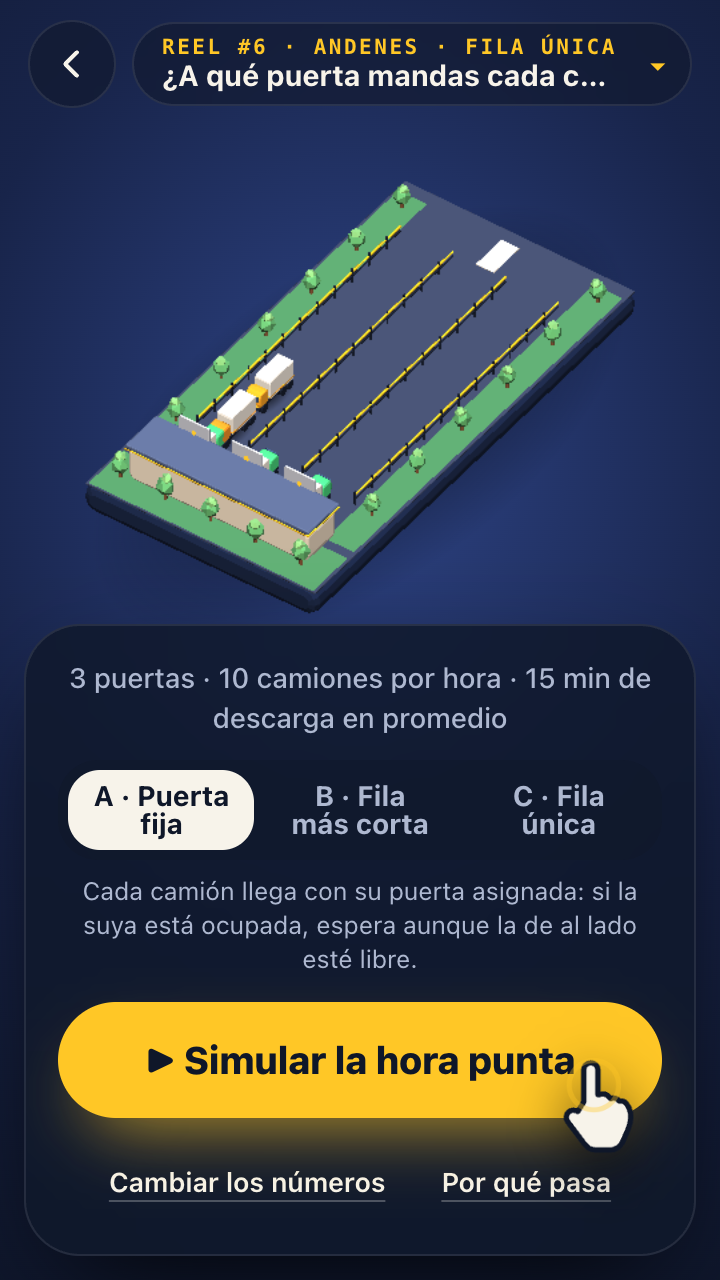 REEL #6 · ANDENES · FILA ÚNICA
¿A qué puerta mandas cada c...
3 puertas · 10 camiones por hora · 15 min de
descarga en promedio
A · Puerta
fija
B · Fila
más corta
C · Fila
única
Cada camión llega con su puerta asignada: si la
suya está ocupada, espera aunque la de al lado
esté libre.
Simular la hora punta
Cambiar los números
Por qué pasa